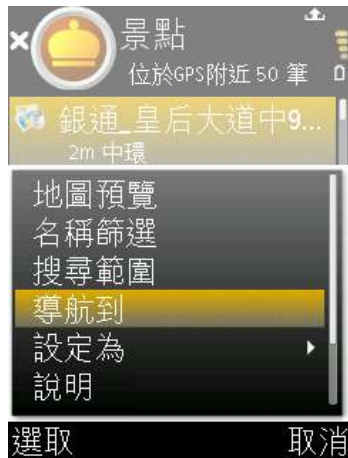 景點
位於GPS附近 50 筆
銀通_皇后大道中9...
2m 中環
地圖預覽
名稱篩選
搜尋範圍
導航到
設定為
說明
選取 取消